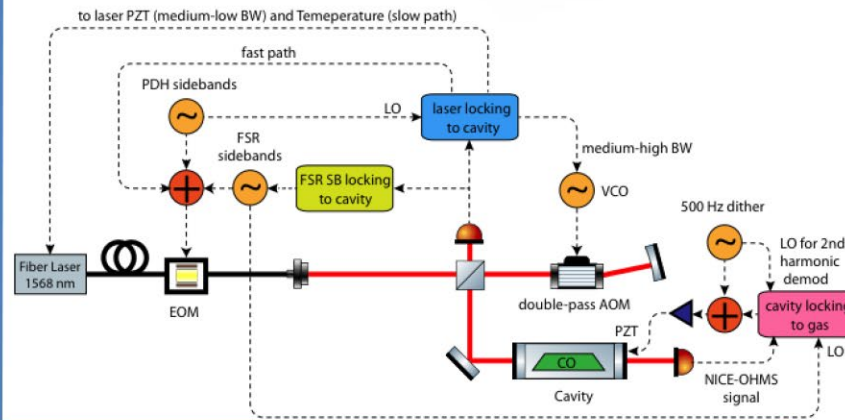 to laser PZT (medium-low BW) and Temeperature (slow path)
fast path
PDH sidebands
LO
laser locking
to cavity
FSR
sidebands
FSR SB locking
to cavity
medium-high BW
VCO
500 Hz dither
LO for 2nd
harmonic
demod
Fiber Laser
1568 nm
EOM
double-pass AOM
cavity locking
to gas
PZT
LO
CO
Cavity
NICE-OHMS
signal